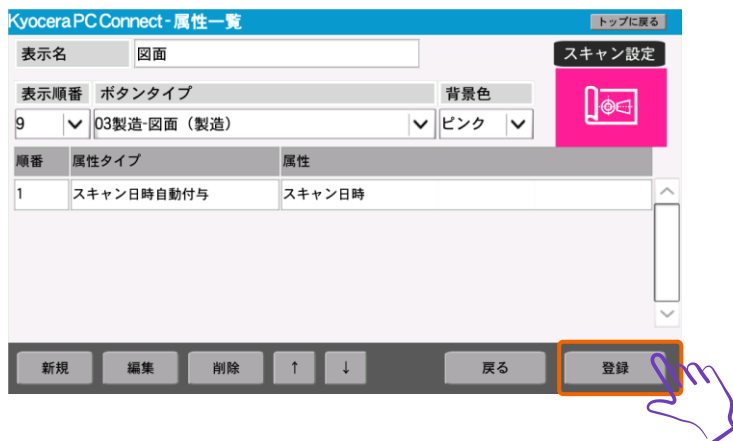 Kyocera PC Connect - 属性一覧 トップに戻る
表示名 図面 スキャン設定
表示順番 ボタンタイプ 背景色
9 03製造-図面（製造） ピンク
順番 属性タイプ 属性
1 スキャン日時自動付与 スキャン日時
新規 編集 削除 ↑ ↓ 戻る 登録